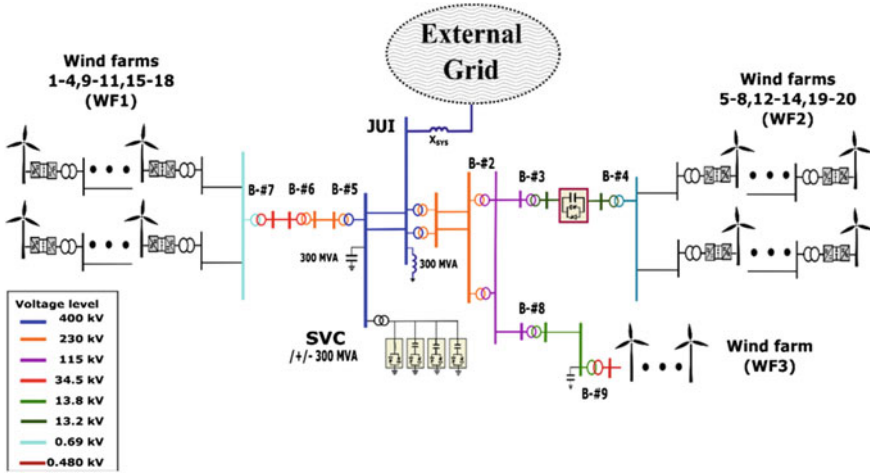 External
Grid
Wind farms
1-4,9-11,15-18
(WF1)
Wind farms
5-8,12-14,19-20
(WF2)
JUI
XSYS
B-#2
B-#3
B-#4
B-#7
B-#6
B-#5
300 MVA
300 MVA
SVC
/+/- 300 MVA
B-#8
B-#9
Wind farm
(WF3)
Voltage level
400 kV
230 kV
115 kV
34.5 kV
13.8 kV
13.2 kV
0.69 kV
0.480 kV